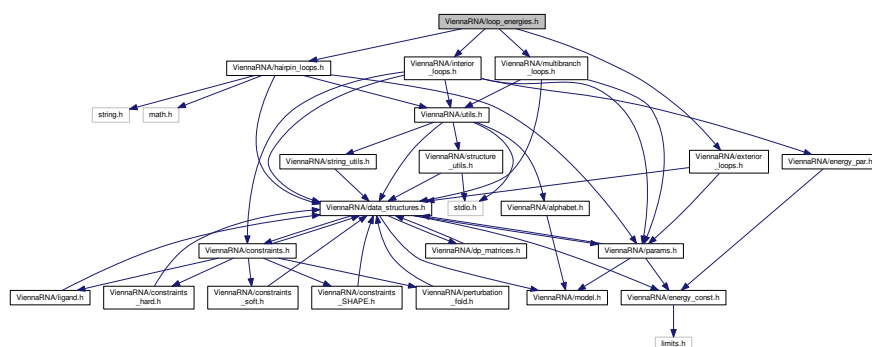 ViennaRNA/loop_energies.h
ViennaRNA/hairpin_loops.h
ViennaRNA/interior
_loops.h
ViennaRNA/multibranch
_loops.h
string.h
math.h
ViennaRNA/utils.h
ViennaRNA/string_utils.h
ViennaRNA/structure
_utils.h
ViennaRNA/exterior
_loops.h
ViennaRNA/energy_par.h
ViennaRNA/data_structures.h
stdio.h
ViennaRNA/alphabet.h
ViennaRNA/constraints.h
ViennaRNA/dp_matrices.h
ViennaRNA/params.h
ViennaRNA/ligand.h
ViennaRNA/constraints
_hard.h
ViennaRNA/constraints
_soft.h
ViennaRNA/constraints
_SHAPE.h
ViennaRNA/perturbation
_fold.h
ViennaRNA/model.h
ViennaRNA/energy_const.h
limits.h